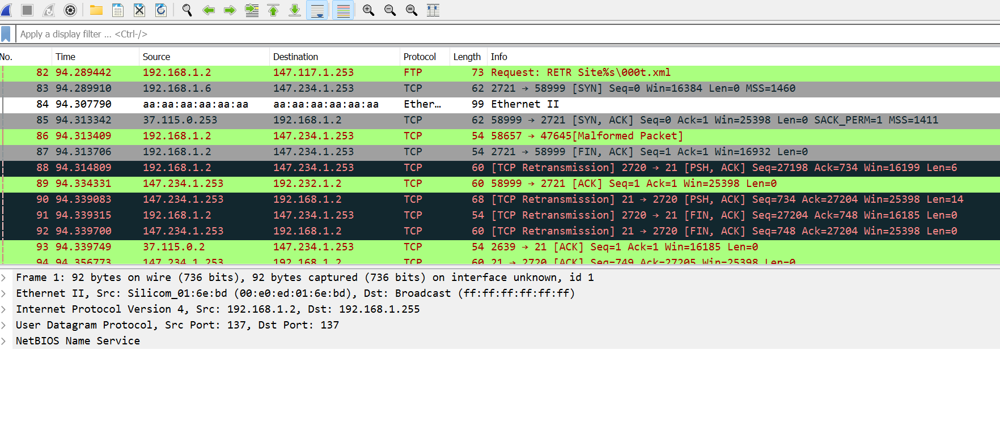 Apply a display filter ... <Ctrl-/>
No. Time Source Destination Protocol Length Info
82 94.289442 192.168.1.2 147.117.1.253 FTP 73 Request: RETR Site%s\000t.xml
83 94.289910 192.168.1.6 147.234.1.253 TCP 62 2721 → 58999 [SYN] Seq=0 Win=16384 Len=0 MSS=1460
84 94.307790 aa:aa:aa:aa:aa:aa aa:aa:aa:aa:aa:aa Ether… 99 Ethernet II
85 94.313342 37.115.0.253 192.168.1.2 TCP 62 58999 → 2721 [SYN, ACK] Seq=0 Ack=1 Win=25398 Len=0 SACK_PERM=1 MSS=1411
86 94.313409 192.168.1.2 147.234.1.253 TCP 54 58657 → 47645[Malformed Packet]
87 94.313706 192.168.1.2 147.234.1.253 TCP 54 2721 → 58999 [FIN, ACK] Seq=1 Ack=1 Win=16932 Len=0
88 94.314809 192.168.1.2 147.234.1.253 TCP 60 [TCP Retransmission] 2720 → 21 [PSH, ACK] Seq=27198 Ack=734 Win=16199 Len=6
89 94.334331 147.234.1.253 192.232.1.2 TCP 60 58999 → 2721 [ACK] Seq=1 Ack=1 Win=25398 Len=0
90 94.339083 147.234.1.253 192.168.1.2 TCP 68 [TCP Retransmission] 21 → 2720 [PSH, ACK] Seq=734 Ack=27204 Win=25398 Len=14
91 94.339315 192.168.1.2 147.234.1.253 TCP 54 [TCP Retransmission] 2720 → 21 [FIN, ACK] Seq=27204 Ack=748 Win=16185 Len=0
92 94.339700 147.234.1.253 192.168.1.2 TCP 60 [TCP Retransmission] 21 → 2720 [FIN, ACK] Seq=748 Ack=27204 Win=25398 Len=0
93 94.339749 37.115.0.2 147.234.1.253 TCP 54 2639 → 21 [ACK] Seq=1 Ack=1 Win=16185 Len=0
94 94.356773 147.234.1.253 192.168.1.2 TCP 60 21 → 2720 [ACK] Seq=749 Ack=27205 Win=25398 Len=0
Frame 1: 92 bytes on wire (736 bits), 92 bytes captured (736 bits) on interface unknown, id 1
Ethernet II, Src: Silicom_01:6e:bd (00:e0:ed:01:6e:bd), Dst: Broadcast (ff:ff:ff:ff:ff:ff)
Internet Protocol Version 4, Src: 192.168.1.2, Dst: 192.168.1.255
User Datagram Protocol, Src Port: 137, Dst Port: 137
NetBIOS Name Service